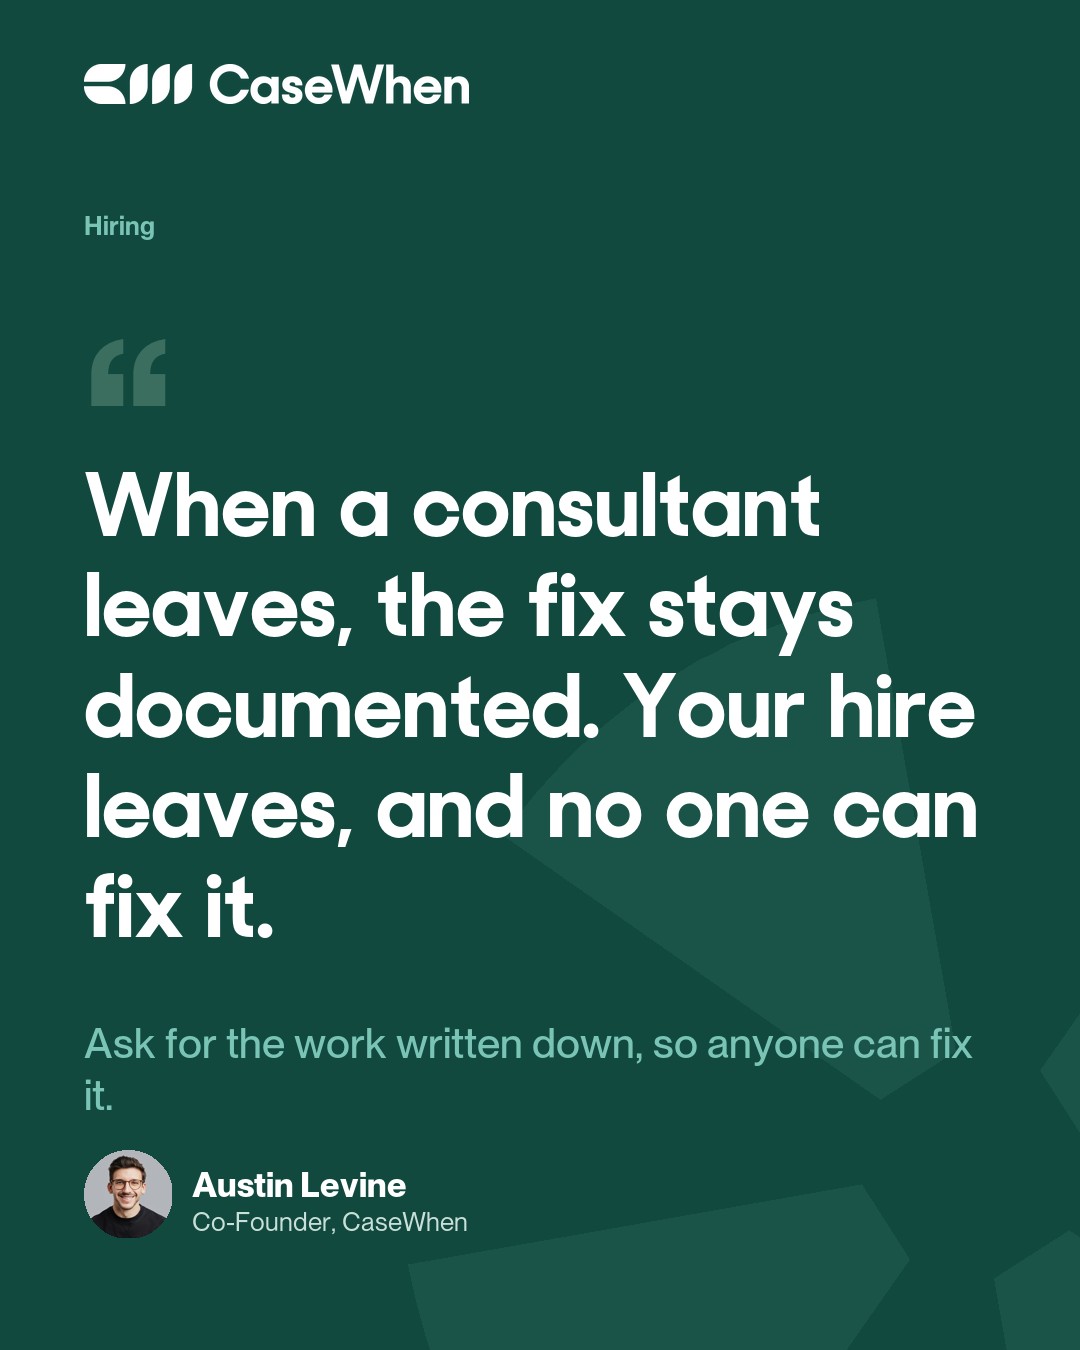 CaseWhen
Hiring
“
When a consultant
leaves, the fix stays
documented. Your hire
leaves, and no one can
fix it.
Ask for the work written down, so anyone can fix
it.
Austin Levine
Co-Founder, CaseWhen